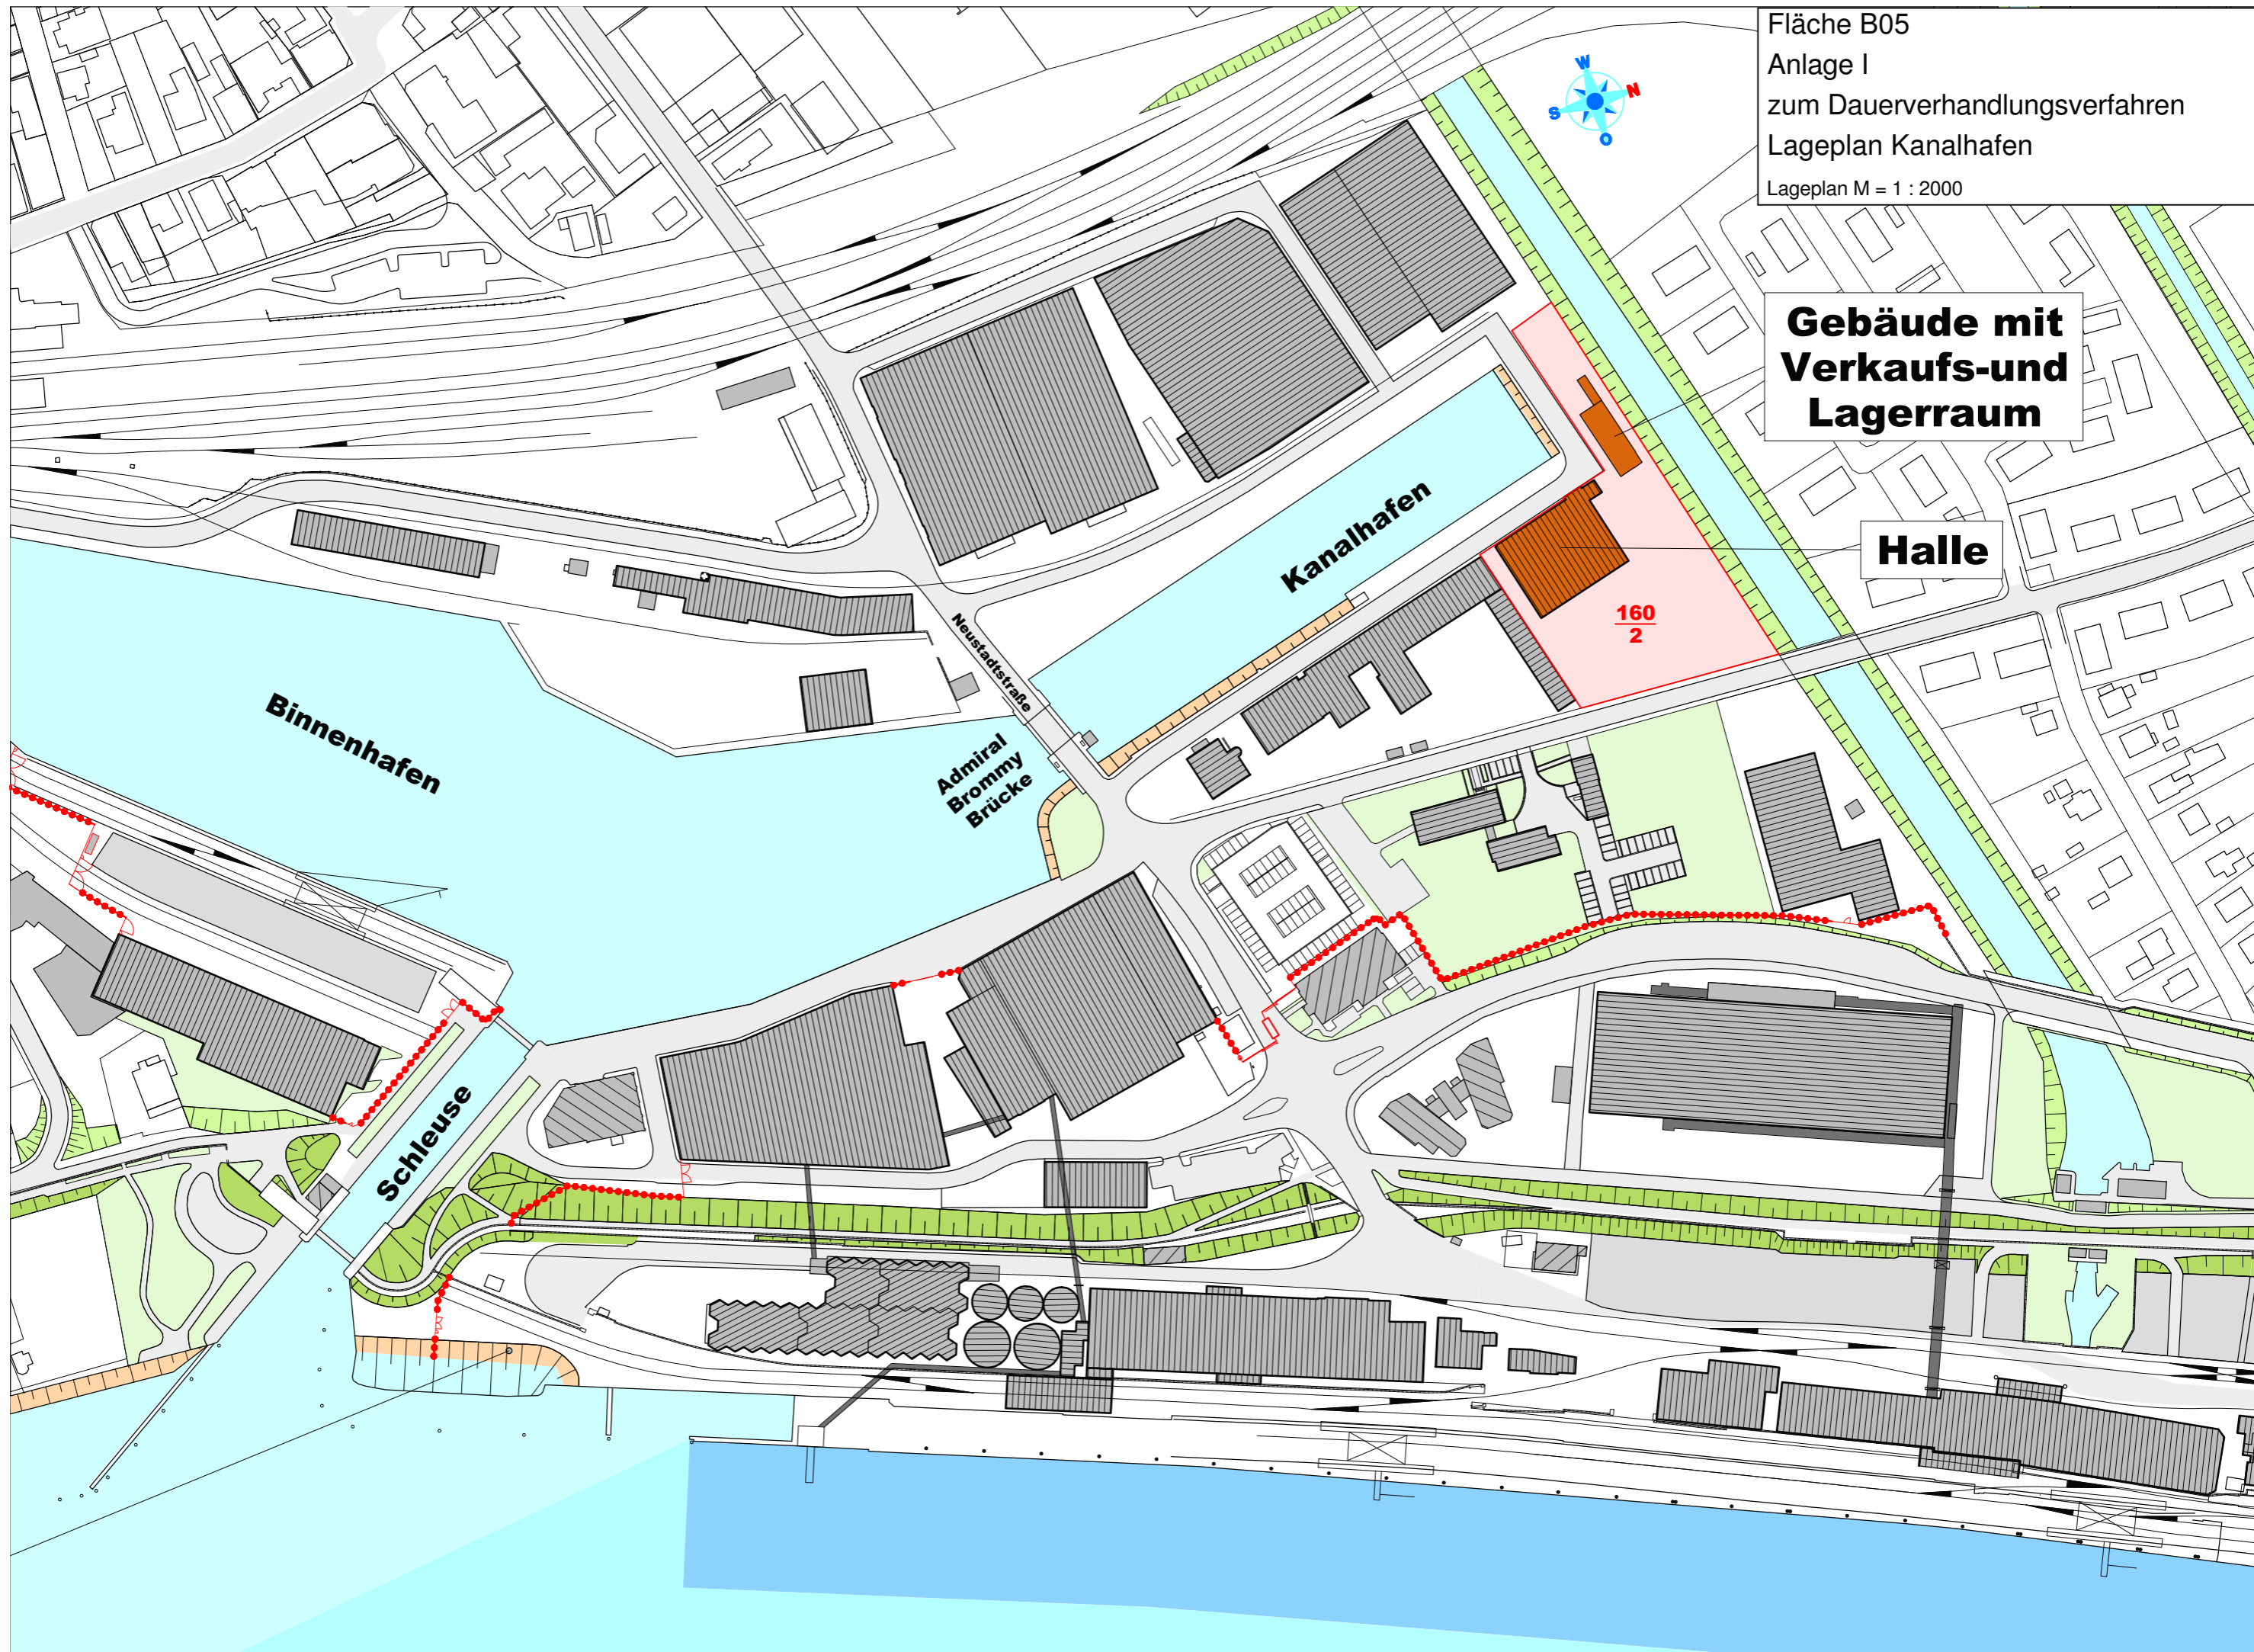 Fläche B05
Anlage I
zum Dauerverhandlungsverfahren
Lageplan Kanalhafen
Lageplan M = 1 : 2000
W
N
S
O
Gebäude mit
Verkaufs-und
Lagerraum
Halle
Kanalhafen
160
2
Neustadtstraße
Binnenhafen
Admiral
Brommy
Brücke
Schleuse